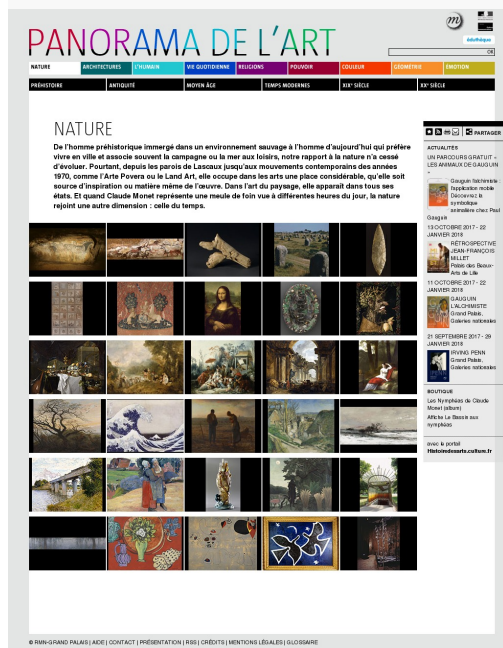 PANORAMA DE L'ART
OK
NATURE
ARCHITECTURES
L'HUMAIN
VIE QUOTIDIENNE
RELIGIONS
POUVOIR
COULEUR
GÉOMÉTRIE
ÉMOTION
PRÉHISTOIRE
ANTIQUITÉ
MOYEN ÂGE
TEMPS MODERNES
XIXᵉ SIÈCLE
XXᵉ SIÈCLE
NATURE
De l'homme préhistorique immergé dans un environnement sauvage à l'homme d'aujourd'hui qui préfère
vivre en ville et associe souvent la campagne ou la mer aux loisirs, notre rapport à la nature n'a cessé
d'évoluer. Pourtant, depuis les parois de Lascaux jusqu'aux mouvements contemporains des années
1970, comme l'Arte Povera ou le Land Art, elle occupe dans les arts une place considérable, qu'elle soit
source d'inspiration ou matière même de l'œuvre. Dans l'art du paysage, elle apparaît dans tous ses
états. Et quand Claude Monet représente une meule de foin vue à différentes heures du jour, la nature
rejoint une autre dimension : celle du temps.
PARTAGER
ACTUALITÉS
UN PARCOURS GRATUIT «
LES ANIMAUX DE GAUGUIN
»
Gauguin l'alchimiste :
l'application mobile
Découvrez le
symbolique
animalière chez Paul
Gauguin
13 OCTOBRE 2017 - 22
JANVIER 2018
RÉTROSPECTIVE
JEAN-FRANÇOIS
MILLET
Palais des Beaux-
Arts de Lille
11 OCTOBRE 2017 - 22
JANVIER 2018
GAUGUIN
L'ALCHIMISTE
Grand Palais,
Galeries nationales
21 SEPTEMBRE 2017 - 29
JANVIER 2018
IRVING PENN
Grand Palais,
Galeries nationales
BOUTIQUE
Les Nymphéas de Claude
Monet (album)
Affiche Le Bassin aux
nymphéas
avec le portail
Histoiredesarts.culture.fr
© RMN-GRAND PALAIS | AIDE | CONTACT | PRÉSENTATION | RSS | CRÉDITS | MENTIONS LÉGALES | GLOSSAIRE